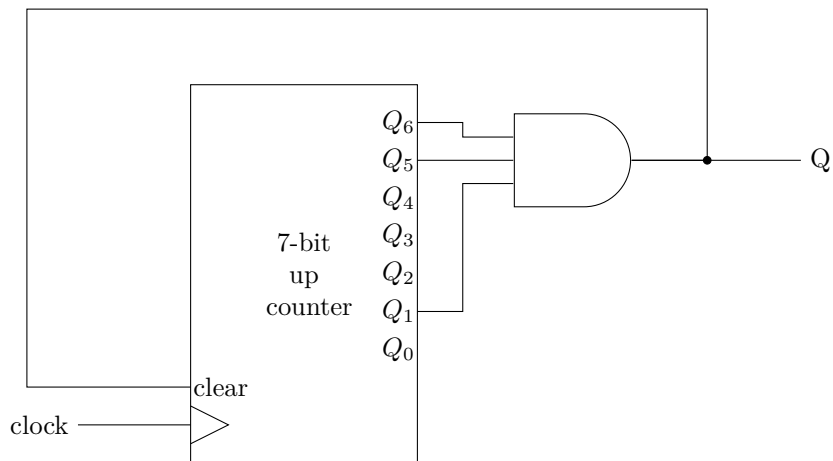 Q₆
Q₅
Q
Q₄
Q₃
7-bit
up
counter
Q₂
Q₁
Q₀
clear
clock